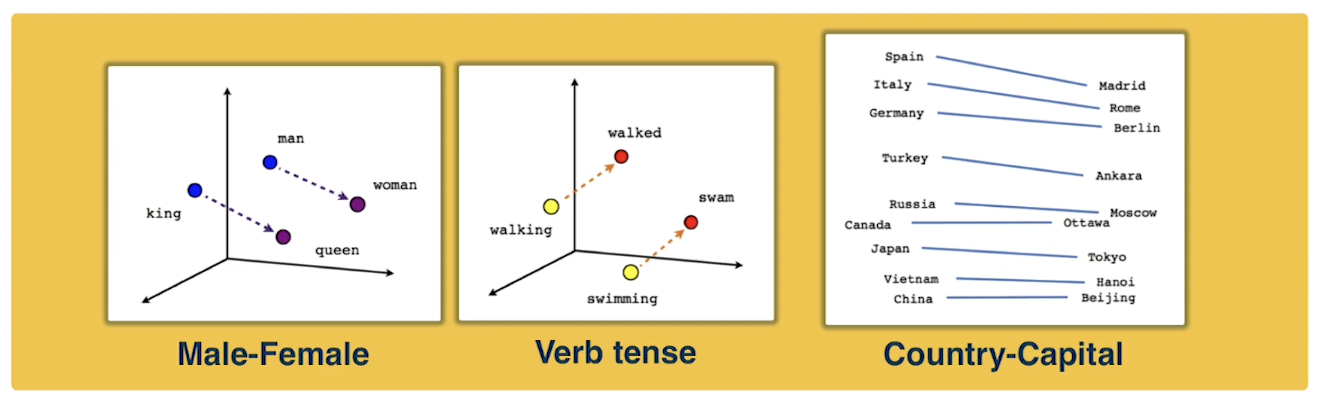 man
woman
king
queen
Male-Female
walked
swam
walking
swimming
Verb tense
Spain Madrid
Italy Rome
Germany Berlin
Turkey Ankara
Russia Moscow
Canada Ottawa
Japan Tokyo
Vietnam Hanoi
China Beijing
Country-Capital